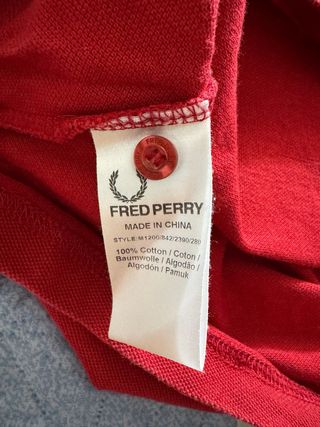 FRED PERRY
MADE IN CHINA
STYLE: M1200/842/2390/280
100% Cotton / Coton /
Baumwolle / Algodão /
Algodón / Pamuk